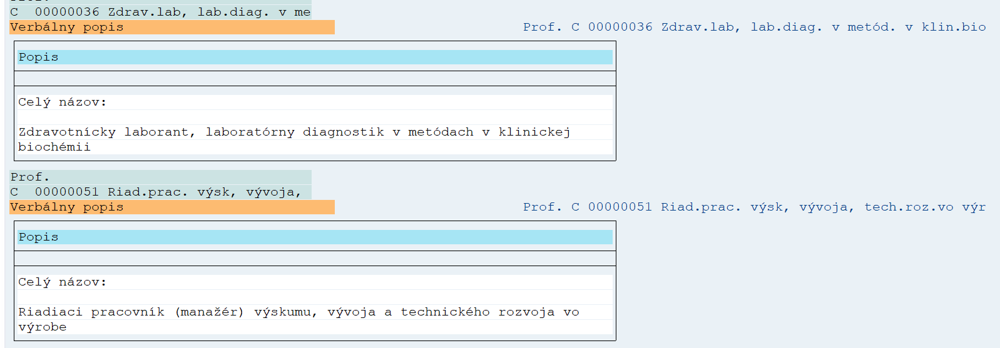 C  00000036 Zdrav.lab, lab.diag. v me
Verbálny popis Prof. C 00000036 Zdrav.lab, lab.diag. v metód. v klin.bio
Popis
Celý názov:
Zdravotnícky laborant, laboratórny diagnostik v metódach v klinickej
biochémii
Prof.
C  00000051 Riad.prac. výsk, vývoja,
Verbálny popis Prof. C 00000051 Riad.prac. výsk, vývoja, tech.roz.vo výr
Popis
Celý názov:
Riadiaci pracovník (manažér) výskumu, vývoja a technického rozvoja vo
výrobe